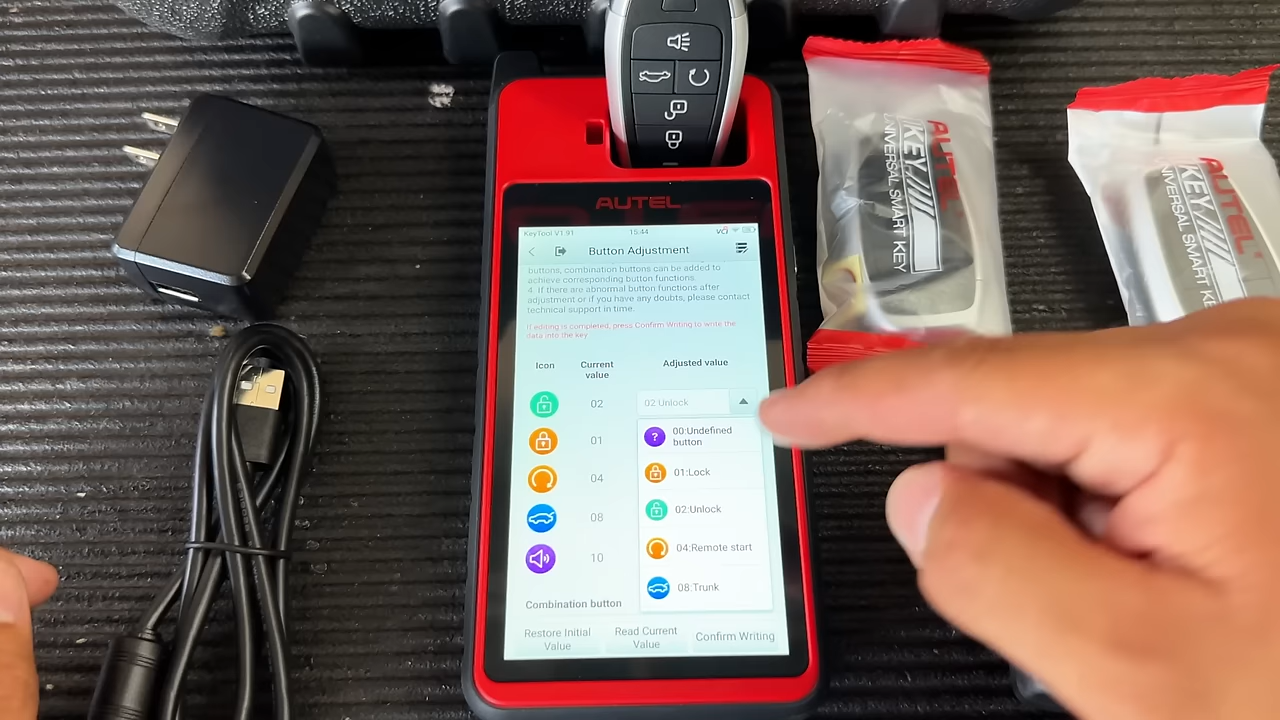 AUTEL
KeyTool V1.91
15:44
VCI
Button Adjustment
buttons, combination buttons can be added to
achieve corresponding button functions.
4. If there are abnormal button functions after
adjustment or if you have any doubts, please contact
technical support in time.
If editing is completed, press Confirm Writing to write the
data into the key.
Icon
Current
value
Adjusted value
02
02:Unlock
01
04
08
10
?
00:Undefined
button
01:Lock
02:Unlock
04:Remote start
08:Trunk
Combination button
Restore Initial
Value
Read Current
Value
Confirm Writing
AUTEL
IKEY
UNIVERSAL SMART KEY
AUTEL
IKEY
UNIVERSAL SMART KE